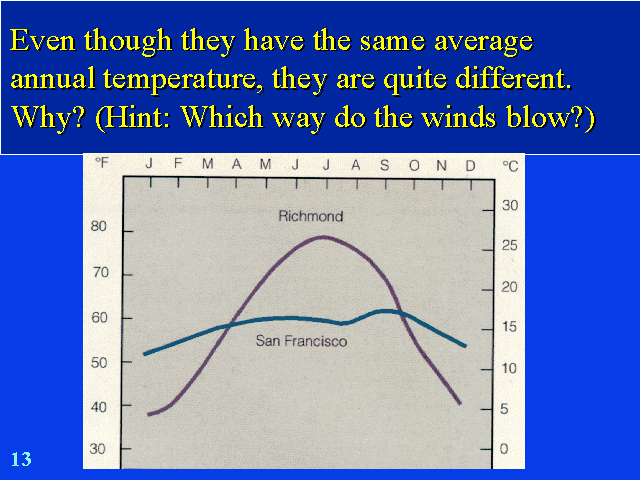 Even though they have the same average
annual temperature, they are quite different.
Why? (Hint: Which way do the winds blow?)
°F J F M A M J J A S O N D °C
30
Richmond
80
25
70
20
60
15
San Francisco
50
10
40
5
30
0
13